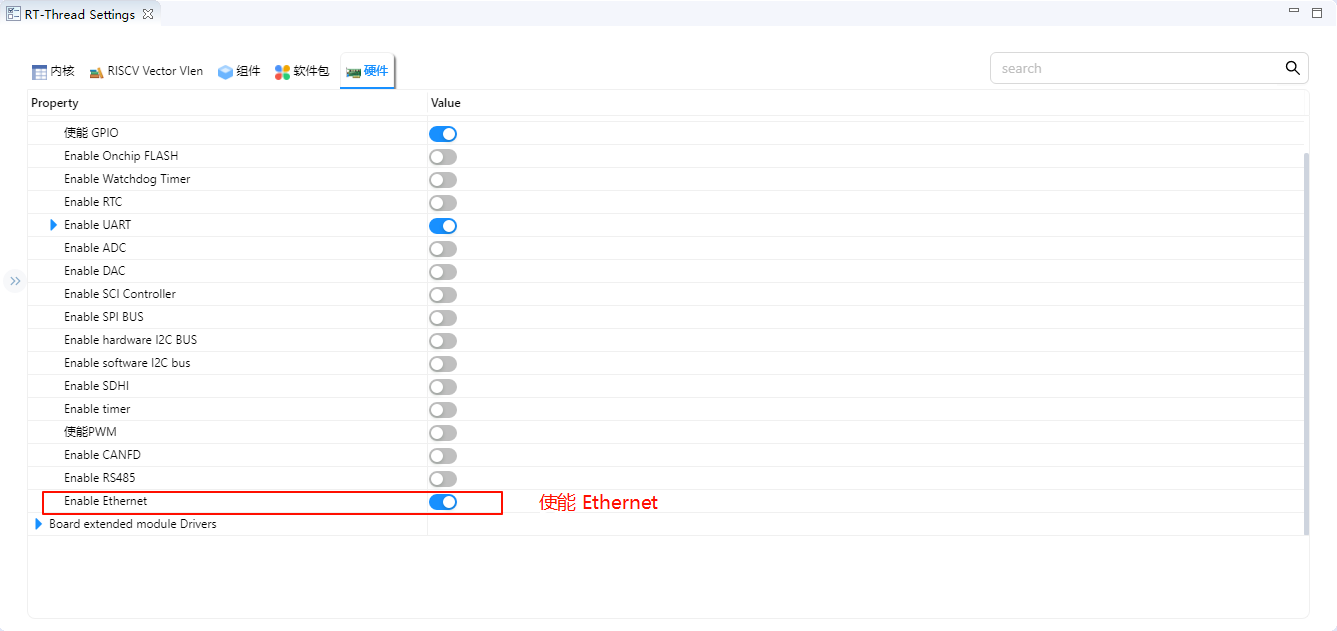 RT-Thread Settings
内核 RISCV Vector Vlen 组件 软件包 硬件 search
Property Value
使能 GPIO
Enable Onchip FLASH
Enable Watchdog Timer
Enable RTC
Enable UART
Enable ADC
Enable DAC
Enable SCI Controller
Enable SPI BUS
Enable hardware I2C BUS
Enable software I2C bus
Enable SDHI
Enable timer
使能PWM
Enable CANFD
Enable RS485
Enable Ethernet 使能 Ethernet
Board extended module Drivers